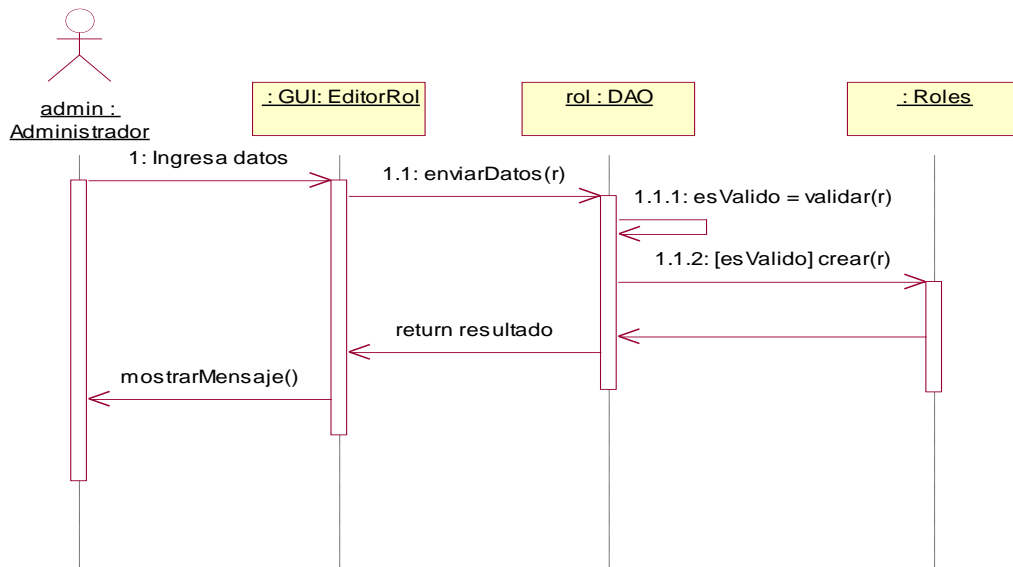 admin :
Administrador
: GUI: EditorRol
rol : DAO
: Roles
1: Ingresa datos
1.1: enviarDatos(r)
1.1.1: esValido = validar(r)
1.1.2: [esValido] crear(r)
return resultado
mostrarMensaje()